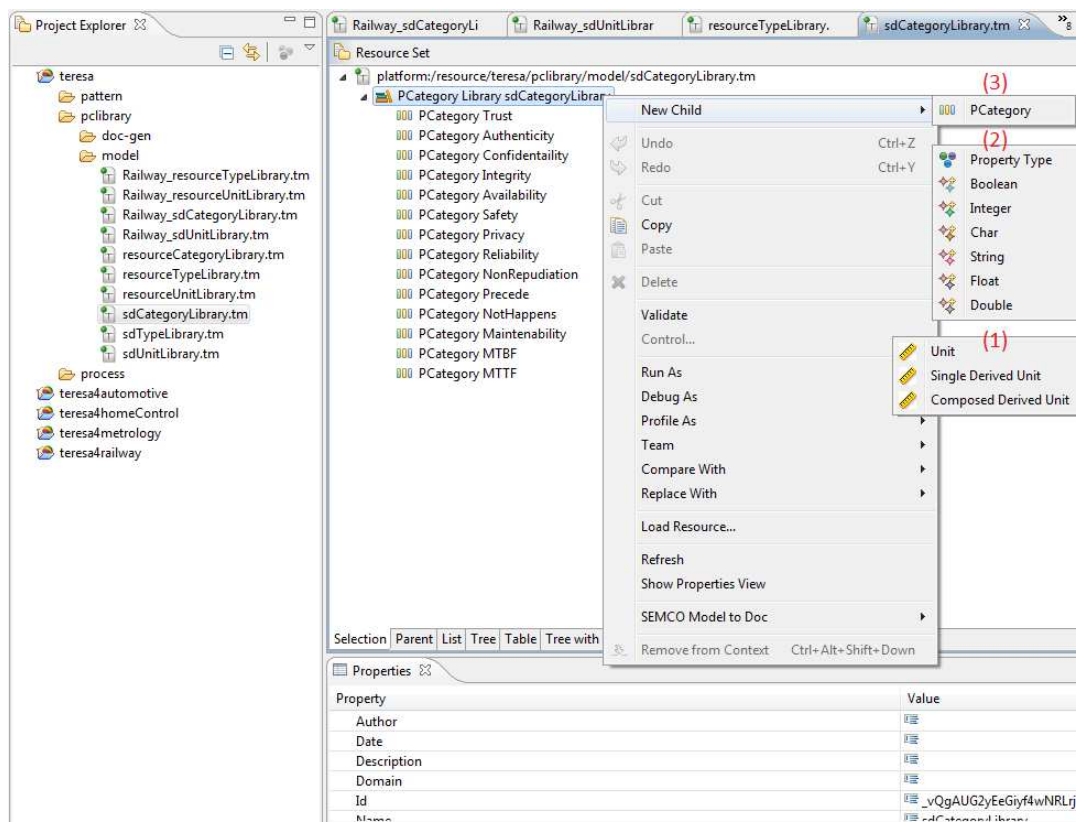 Project Explorer
teresa
pattern
pclibrary
doc-gen
model
Railway_resourceTypeLibrary.tm
Railway_resourceUnitLibrary.tm
Railway_sdCategoryLibrary.tm
Railway_sdUnitLibrary.tm
resourceCategoryLibrary.tm
resourceTypeLibrary.tm
resourceUnitLibrary.tm
sdCategoryLibrary.tm
sdTypeLibrary.tm
sdUnitLibrary.tm
process
teresa4automotive
teresa4homeControl
teresa4metrology
teresa4railway
Railway_sdCategoryLi
Railway_sdUnitLibrar
resourceTypeLibrary.
sdCategoryLibrary.tm
»8
Resource Set
platform:/resource/teresa/pclibrary/model/sdCategoryLibrary.tm
PCategory Library sdCategoryLibrary
PCategory Trust
PCategory Authenticity
PCategory Confidentaility
PCategory Integrity
PCategory Availability
PCategory Safety
PCategory Privacy
PCategory Reliability
PCategory NonRepudiation
PCategory Precede
PCategory NotHappens
PCategory Maintenability
PCategory MTBF
PCategory MTTF
New Child
Undo Ctrl+Z
Redo Ctrl+Y
Cut
Copy
Paste
Delete
Validate
Control...
Run As
Debug As
Profile As
Team
Compare With
Replace With
Load Resource...
Refresh
Show Properties View
SEMCO Model to Doc
Remove from Context Ctrl+Alt+Shift+Down
(3)
PCategory
(2)
Property Type
Boolean
Integer
Char
String
Float
Double
(1)
Unit
Single Derived Unit
Composed Derived Unit
Selection Parent List Tree Table Tree with
Properties
Property Value
Author
Date
Description
Domain
Id _vQgAUG2yEeGiyf4wNRLrj
Name sdCategoryLibrary